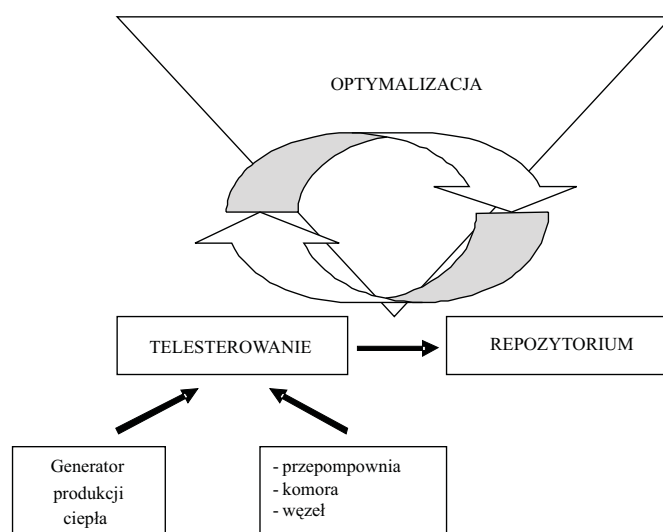 OPTYMALIZACJA
TELESTEROWANIE
REPOZYTORIUM
Generator
produkcji
ciepła
- przepompownia
- komora
- węzeł